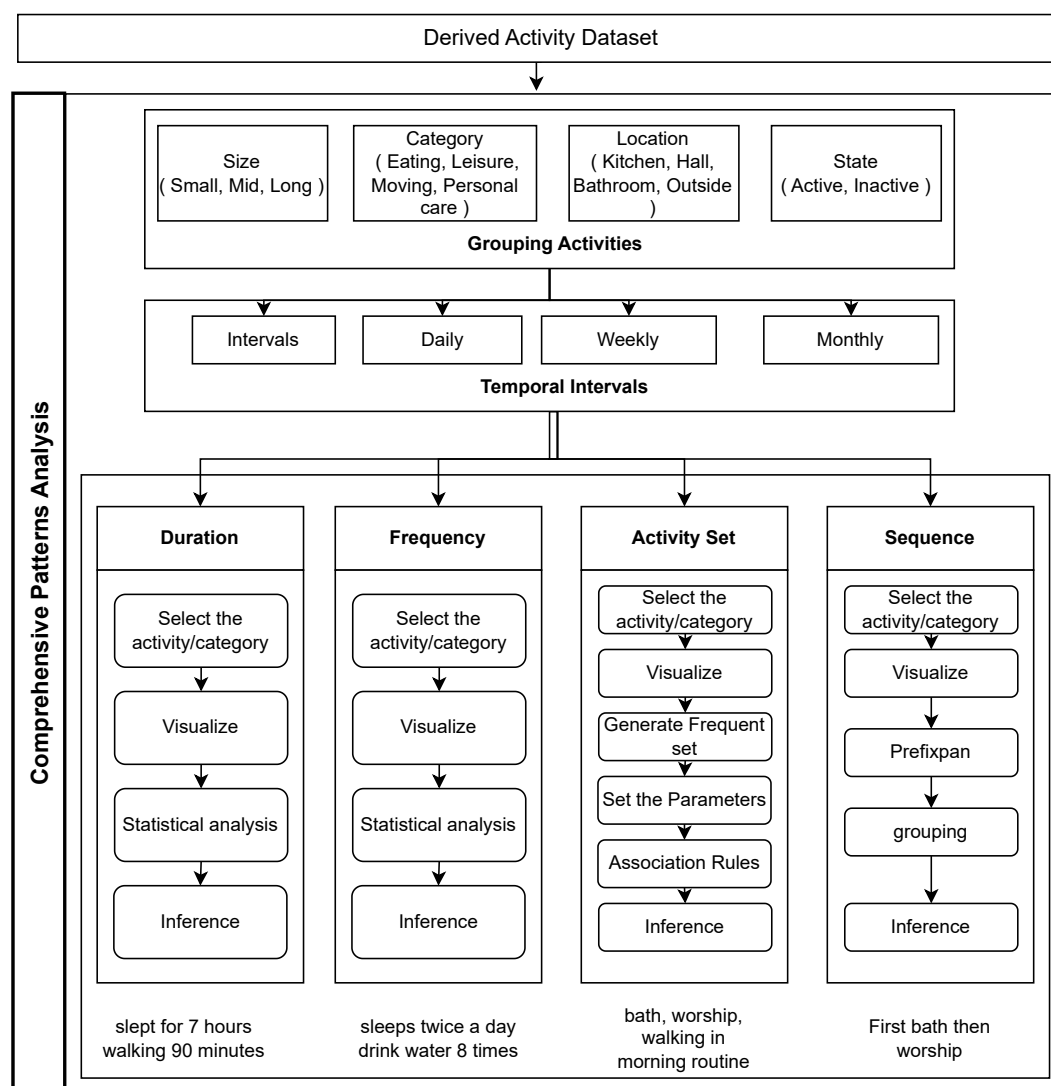 Derived Activity Dataset
Comprehensive Patterns Analysis
Size
( Small, Mid, Long )
Category
( Eating, Leisure,
Moving, Personal
care )
Location
( Kitchen, Hall,
Bathroom, Outside
)
State
( Active, Inactive )
Grouping Activities
Intervals
Daily
Weekly
Monthly
Temporal Intervals
Duration
Select the
activity/category
Visualize
Statistical analysis
Inference
slept for 7 hours
walking 90 minutes
Frequency
Select the
activity/category
Visualize
Statistical analysis
Inference
sleeps twice a day
drink water 8 times
Activity Set
Select the
activity/category
Visualize
Generate Frequent
set
Set the Parameters
Association Rules
Inference
bath, worship,
walking in
morning routine
Sequence
Select the
activity/category
Visualize
Prefixpan
grouping
Inference
First bath then
worship